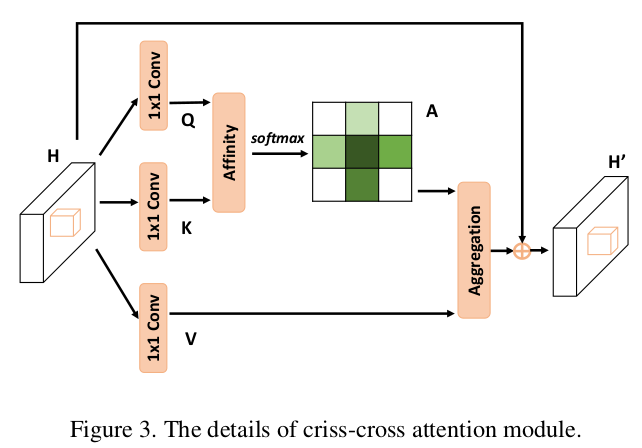 H
1x1 Conv
Q
1x1 Conv
K
1x1 Conv
V
Affinity
softmax
A
Aggregation
H’
Figure 3. The details of criss-cross attention module.